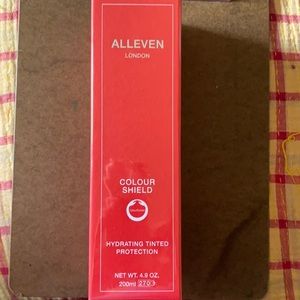 ALLEVEN
LONDON
COLOUR
SHIELD
HYDRATING TINTED
PROTECTION
NET WT. 4.9 OZ.
200ml